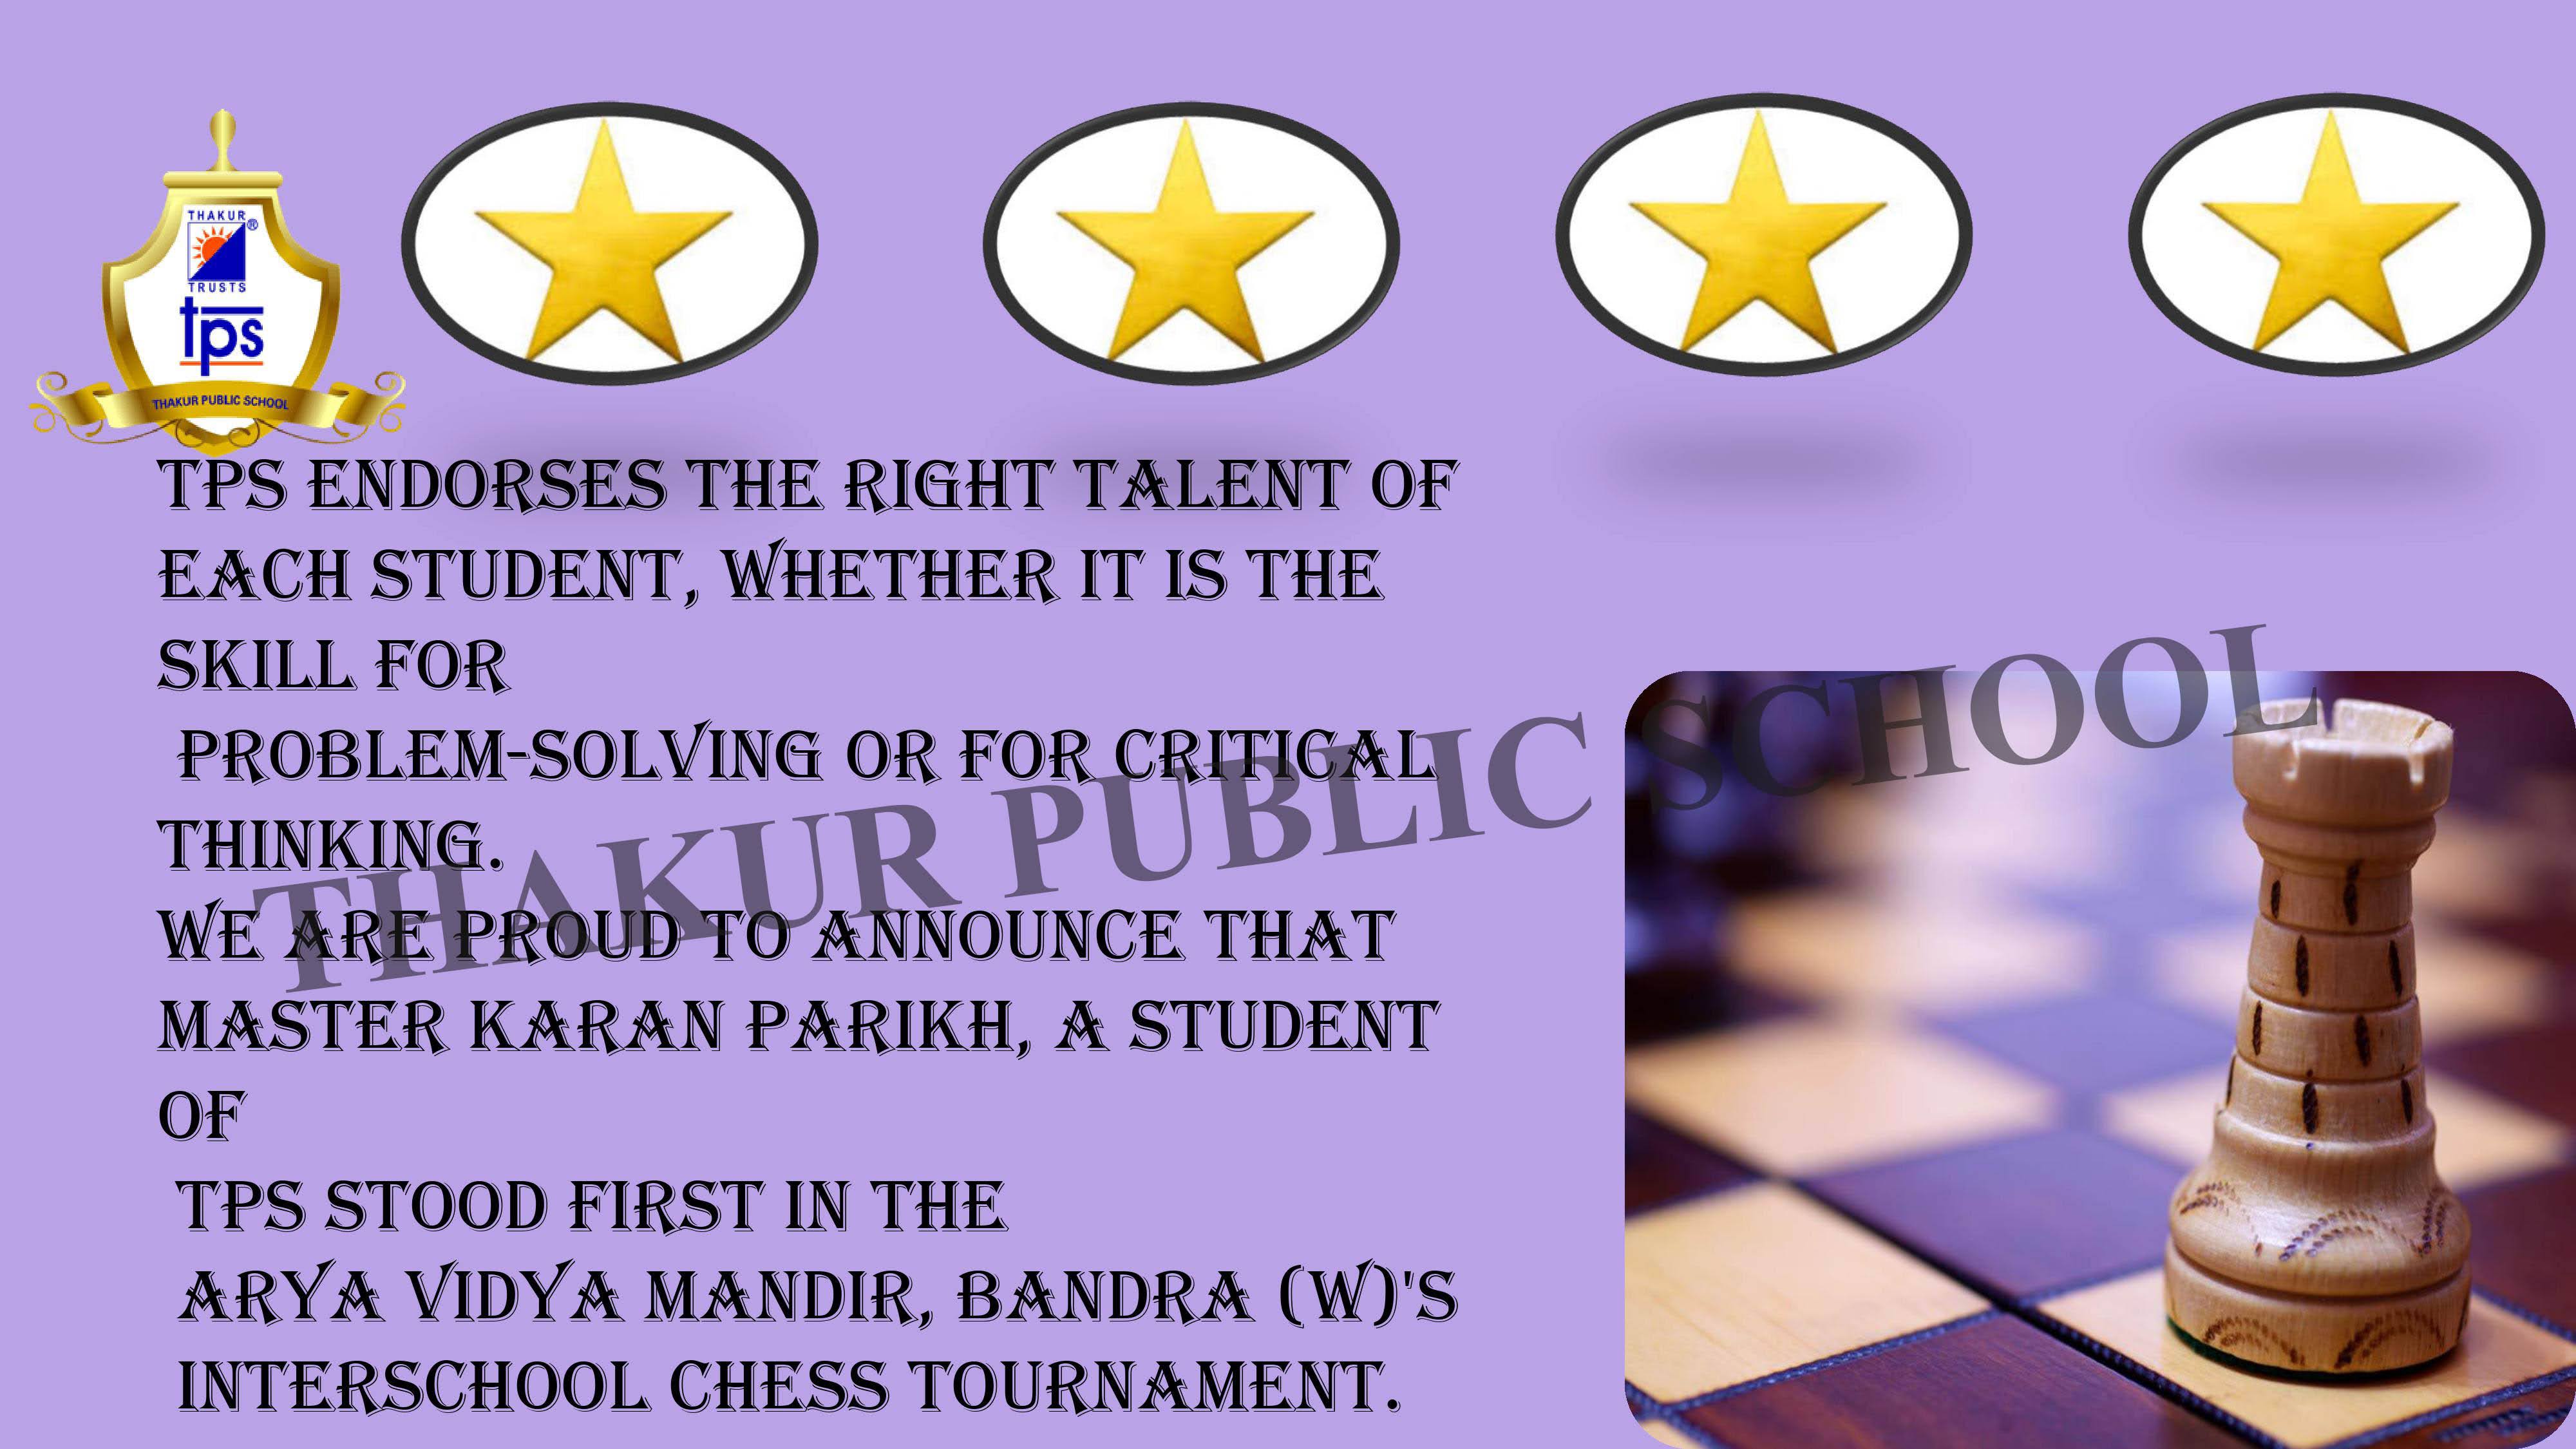 THAKUR
®
TRUSTS
tps
THAKUR PUBLIC SCHOOL
TPS ENDORSES THE RIGHT TALENT OF
EACH STUDENT, WHETHER IT IS THE
SKILL FOR
PROBLEM-SOLVING OR FOR CRITICAL
THINKING.
WE ARE PROUD TO ANNOUNCE THAT
MASTER KARAN PARIKH, A STUDENT
OF
TPS STOOD FIRST IN THE
ARYA VIDYA MANDIR, BANDRA (W)'S
INTERSCHOOL CHESS TOURNAMENT.
THAKUR PUBLIC SCHOOL